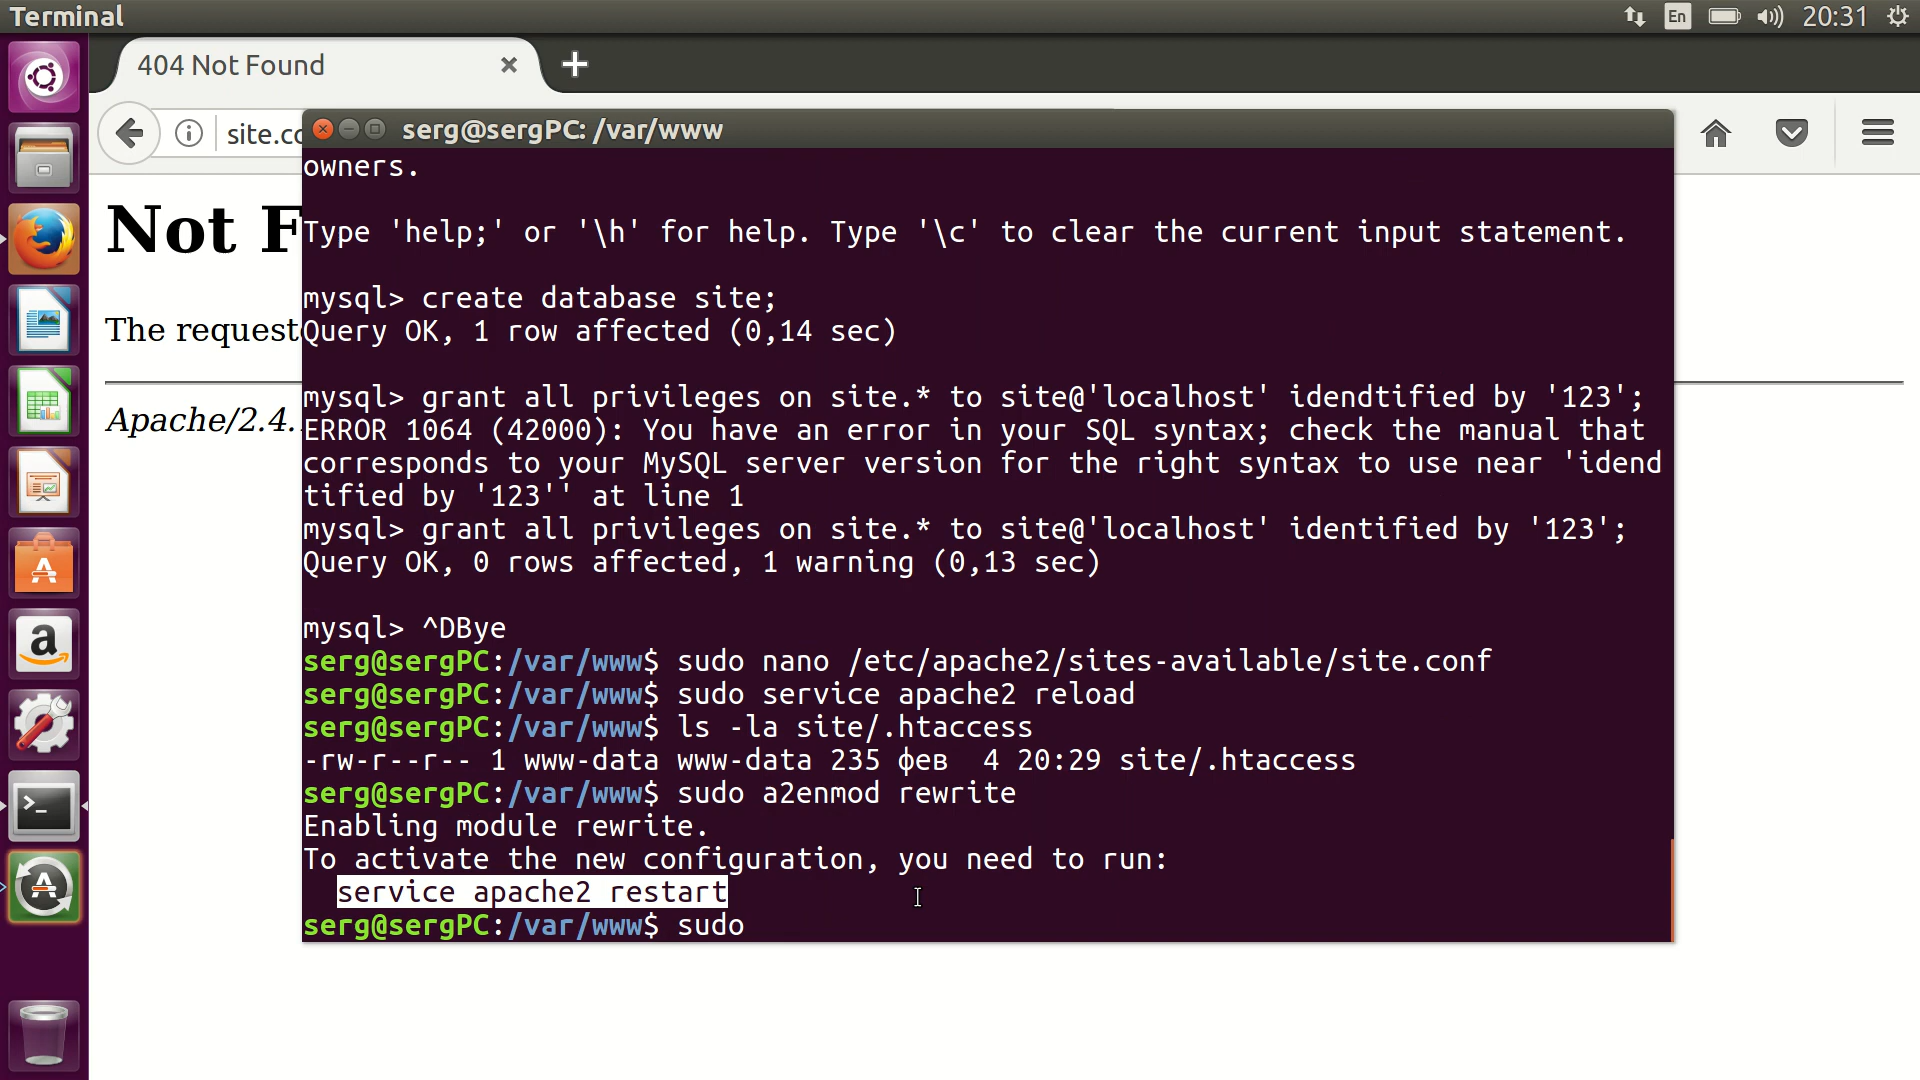 Terminal
En
20:31
404 Not Found
site.co
serg@sergPC: /var/www
Not F
The request
Apache/2.4.
owners.
Type 'help;' or '\h' for help. Type '\c' to clear the current input statement.
mysql> create database site;
Query OK, 1 row affected (0,14 sec)
mysql> grant all privileges on site.* to site@'localhost' idendtified by '123';
ERROR 1064 (42000): You have an error in your SQL syntax; check the manual that
corresponds to your MySQL server version for the right syntax to use near 'idend
tified by '123'' at line 1
mysql> grant all privileges on site.* to site@'localhost' identified by '123';
Query OK, 0 rows affected, 1 warning (0,13 sec)
mysql> ^DBye
serg@sergPC:/var/www$ sudo nano /etc/apache2/sites-available/site.conf
serg@sergPC:/var/www$ sudo service apache2 reload
serg@sergPC:/var/www$ ls -la site/.htaccess
-rw-r--r-- 1 www-data www-data 235 фев  4 20:29 site/.htaccess
serg@sergPC:/var/www$ sudo a2enmod rewrite
Enabling module rewrite.
To activate the new configuration, you need to run:
  service apache2 restart
serg@sergPC:/var/www$ sudo